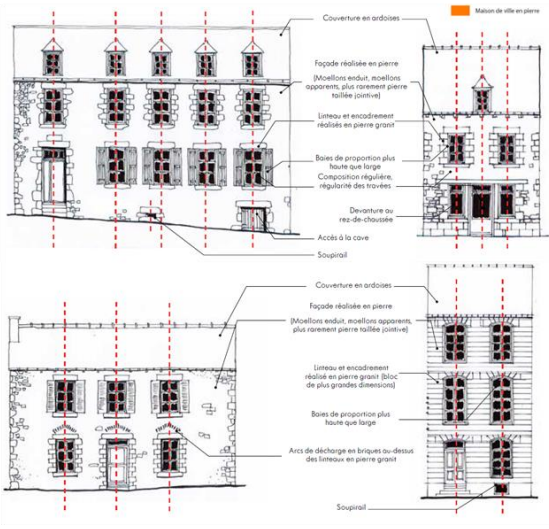 Maison de ville en pierre
Couverture en ardoises
Façade réalisée en pierre
(Moellons enduit, moellons
apparents, plus rarement pierre
taillée jointive)
Linteau et encadrement
réalisés en pierre granit
Baies de proportion plus
haute que large
Composition régulière,
régularité des travées
Devanture au
rez-de-chaussée
Accès à la cave
Soupirail
Couverture en ardoises
Façade réalisée en pierre
(Moellons enduit, moellons apparents,
plus rarement pierre taillée jointive)
Linteau et encadrement
réalisé en pierre granit (bloc
de plus grandes dimensions)
Baies de proportion plus
haute que large
Arcs de décharge en briques au-dessus
des linteaux en pierre granit
Soupirail